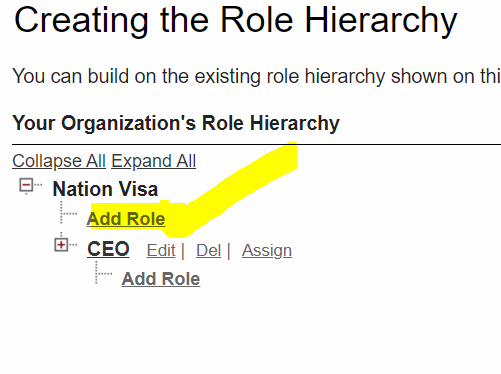 Creating the Role Hierarchy
You can build on the existing role hierarchy shown on thi
Your Organization's Role Hierarchy
Collapse All Expand All
Nation Visa
Add Role
CEO Edit | Del | Assign
Add Role